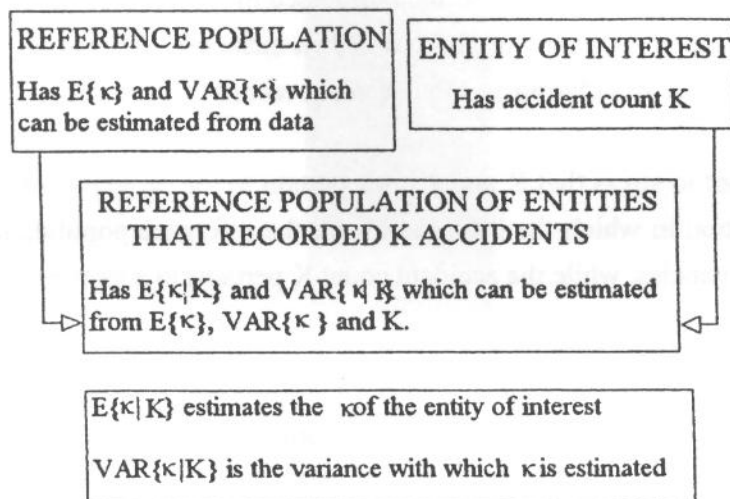 REFERENCE POPULATION
Has E{κ} and VAR{κ} which
can be estimated from data
ENTITY OF INTEREST
Has accident count K
REFERENCE POPULATION OF ENTITIES
THAT RECORDED K ACCIDENTS
Has E{κ|K} and VAR{κ|K} which can be estimated
from E{κ}, VAR{κ } and K.
E{κ|K} estimates the κof the entity of interest
VAR{κ|K} is the variance with which κ is estimated